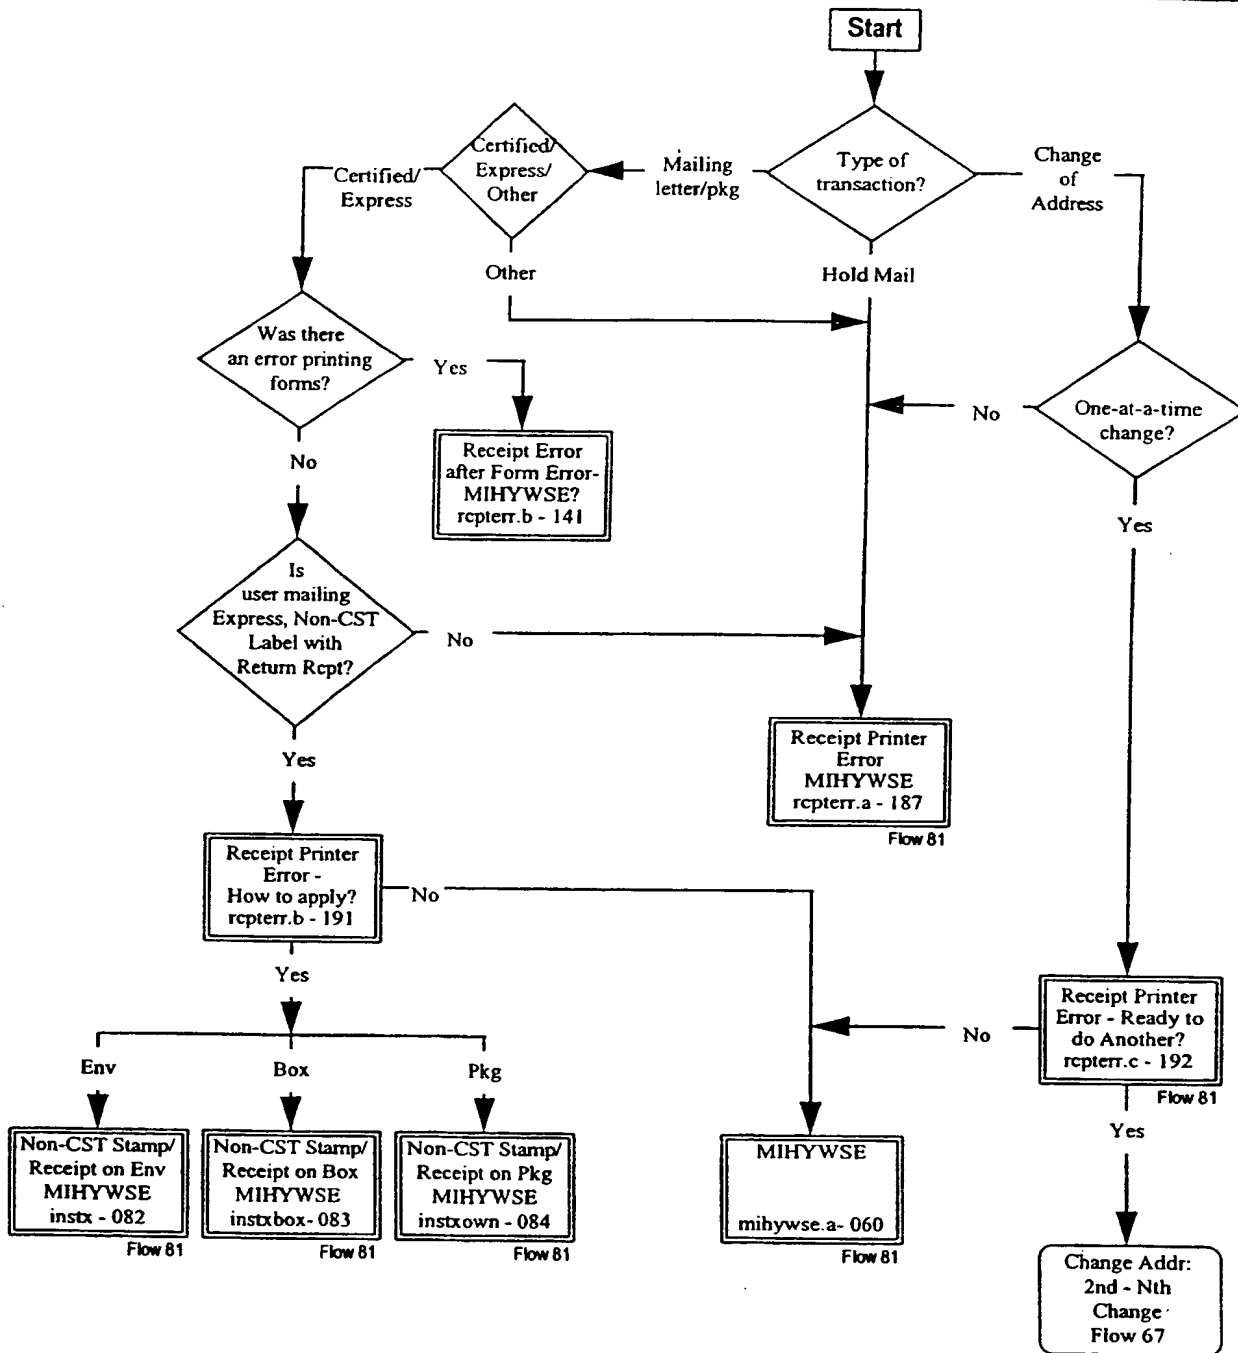 Start
Type of
transaction?
Mailing
letter/pkg
Certified/
Express/
Other
Certified/
Express
Change
of
Address
Other
Hold Mail
Was there
an error printing
forms?
Yes
No
Receipt Error
after Form Error-
MIHYWSE?
rcpterr.b - 141
One-at-a-time
change?
No
Yes
Is
user mailing
Express, Non-CST
Label with
Return Rcpt?
No
Yes
Receipt Printer
Error
MIHYWSE
rcpterr.a - 187
Flow 81
Receipt Printer
Error -
How to apply?
rcpterr.b - 191
No
Yes
Receipt Printer
Error - Ready to
do Another?
rcpterr.c - 192
Flow 81
No
Yes
Env
Box
Pkg
Non-CST Stamp/
Receipt on Env
MIHYWSE
instx - 082
Flow 81
Non-CST Stamp/
Receipt on Box
MIHYWSE
instxbox- 083
Flow 81
Non-CST Stamp/
Receipt on Pkg
MIHYWSE
instxown - 084
Flow 81
MIHYWSE
mihywse.a- 060
Flow 81
Change Addr:
2nd - Nth
Change
Flow 67